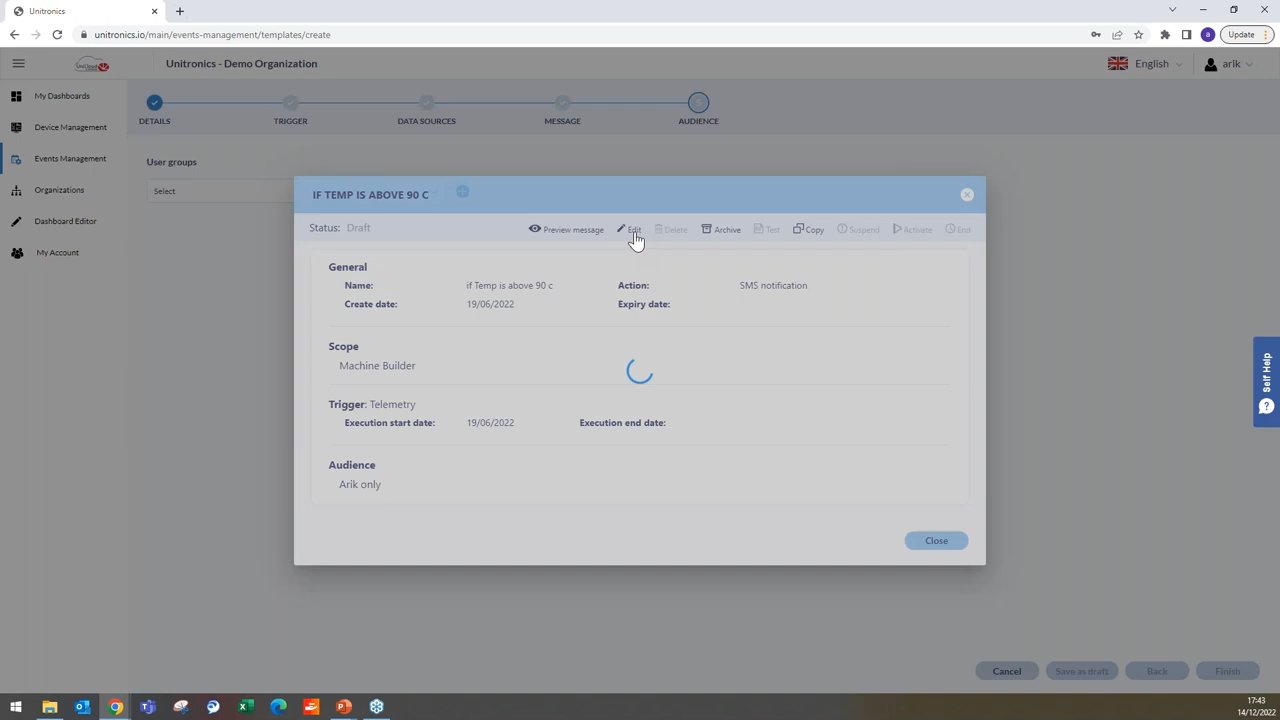 Unitronics
unitronics.io/main/events-management/templates/create
a
Update
Unitronics - Demo Organization
English
arik
My Dashboards
Device Management
Events Management
Organizations
Dashboard Editor
My Account
DETAILS
TRIGGER
DATA SOURCES
MESSAGE
AUDIENCE
User groups
Select
IF TEMP IS ABOVE 90 C
Status: Draft
Preview message
Edit
Delete
Archive
Test
Copy
Suspend
Activate
End
General
Name: if Temp is above 90 c Action: SMS notification
Create date: 19/06/2022 Expiry date:
Scope
Machine Builder
Trigger: Telemetry
Execution start date: 19/06/2022 Execution end date:
Audience
Arik only
Close
Self Help
Cancel
Save as draft
Back
Finish
17:43
14/12/2022